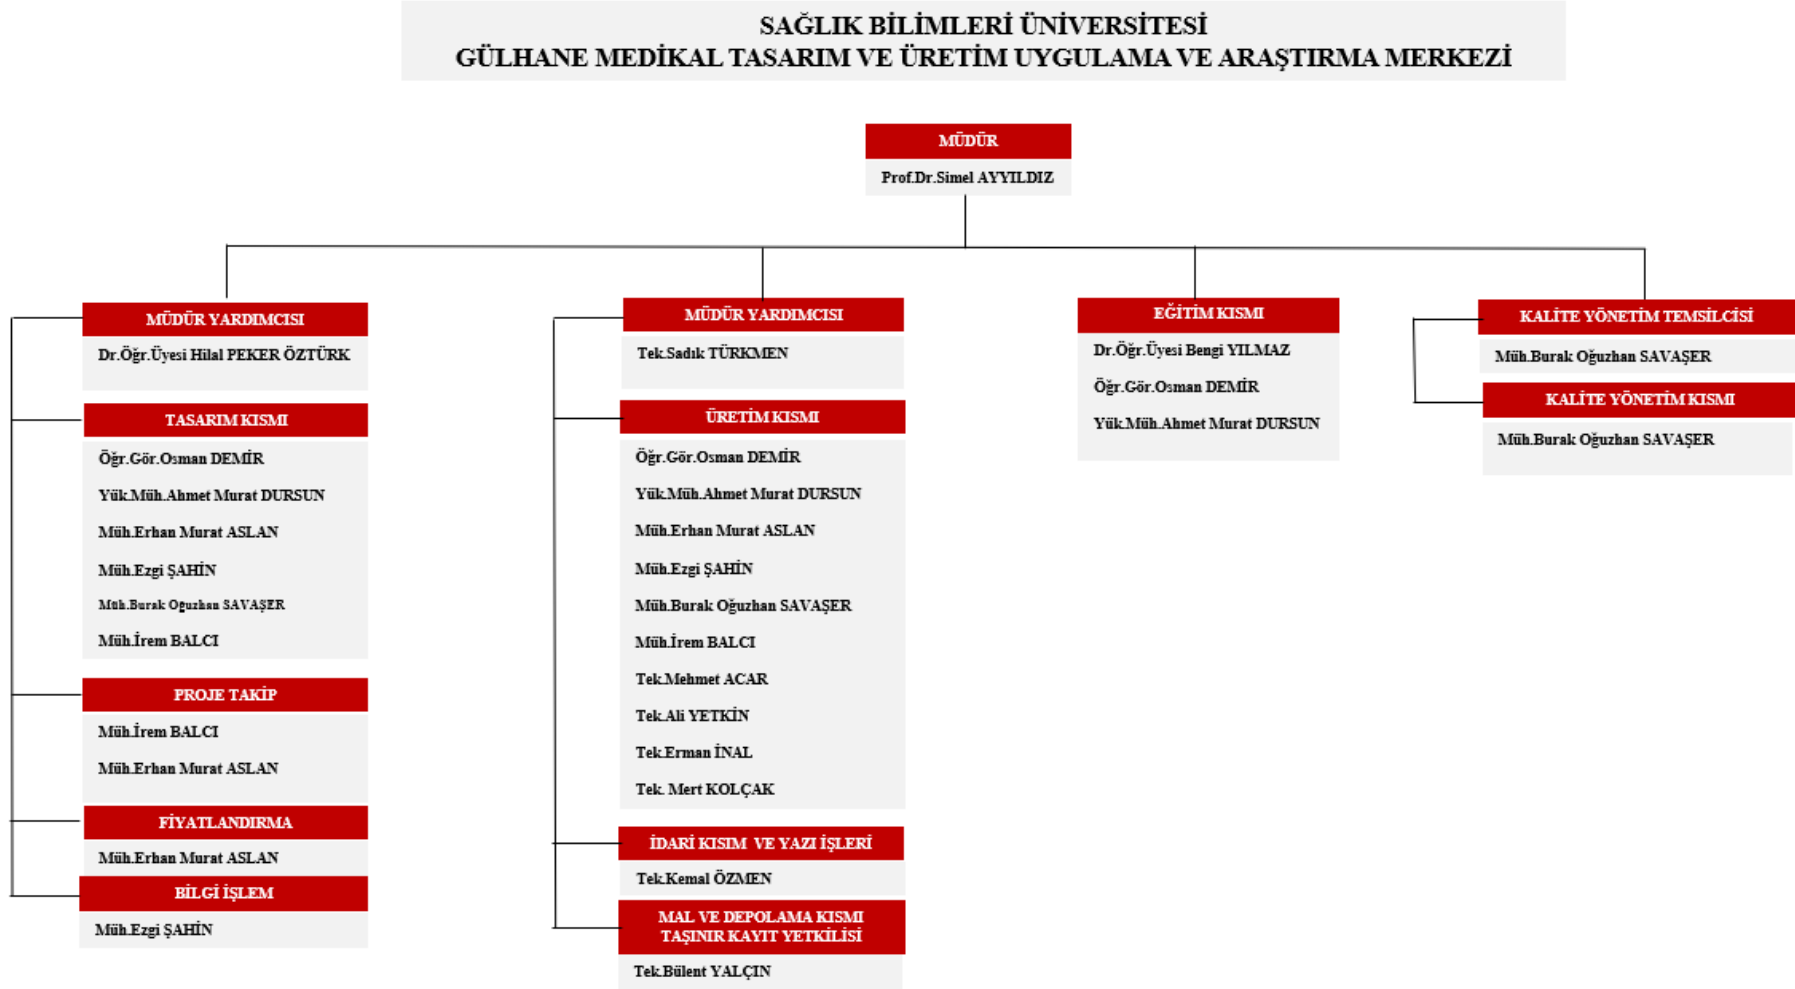 SAĞLIK BİLİMLERİ ÜNİVERSİTESİ
GÜLHANE MEDİKAL TASARIM VE ÜRETİM UYGULAMA VE ARAŞTIRMA MERKEZİ
MÜDÜR
Prof.Dr.Simel AYYILDIZ
MÜDÜR YARDIMCISI
Dr.Öğr.Üyesi Hilal PEKER ÖZTÜRK
TASARIM KISMI
Öğr.Gör.Osman DEMİR
Yük.Müh.Ahmet Murat DURSUN
Müh.Erhan Murat ASLAN
Müh.Ezgi ŞAHİN
Müh.Burak Oğuzhan SAVAŞER
Müh.İrem BALCI
PROJE TAKİP
Müh.İrem BALCI
Müh.Erhan Murat ASLAN
FİYATLANDIRMA
Müh.Erhan Murat ASLAN
BİLGİ İŞLEM
Müh.Ezgi ŞAHİN
MÜDÜR YARDIMCISI
Tek.Sadık TÜRKMEN
ÜRETİM KISMI
Öğr.Gör.Osman DEMİR
Yük.Müh.Ahmet Murat DURSUN
Müh.Erhan Murat ASLAN
Müh.Ezgi ŞAHİN
Müh.Burak Oğuzhan SAVAŞER
Müh.İrem BALCI
Tek.Mehmet ACAR
Tek.Ali YETKİN
Tek.Erman İNAL
Tek. Mert KOLÇAK
İDARİ KISIM VE YAZI İŞLERİ
Tek.Kemal ÖZMEN
MAL VE DEPOLAMA KISMI
TAŞINIR KAYIT YETKİLİSİ
Tek.Bülent YALÇIN
EĞİTİM KISMI
Dr.Öğr.Üyesi Bengi YILMAZ
Öğr.Gör.Osman DEMİR
Yük.Müh.Ahmet Murat DURSUN
KALİTE YÖNETİM TEMSİLCİSİ
Müh.Burak Oğuzhan SAVAŞER
KALİTE YÖNETİM KISMI
Müh.Burak Oğuzhan SAVAŞER